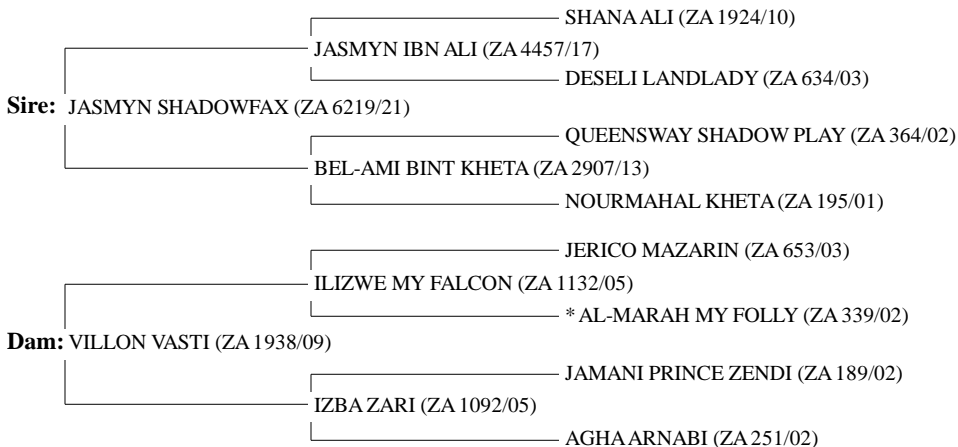 SHANA ALI (ZA 1924/10)
JASMYN IBN ALI (ZA 4457/17)
DESELI LANDLADY (ZA 634/03)
Sire: JASMYN SHADOWFAX (ZA 6219/21)
QUEENSWAY SHADOW PLAY (ZA 364/02)
BEL-AMI BINT KHETA (ZA 2907/13)
NOURMAHAL KHETA (ZA 195/01)
JERICO MAZARIN (ZA 653/03)
ILIZWE MY FALCON (ZA 1132/05)
* AL-MARAH MY FOLLY (ZA 339/02)
Dam: VILLON VASTI (ZA 1938/09)
JAMANI PRINCE ZENDI (ZA 189/02)
IZBA ZARI (ZA 1092/05)
AGHA ARNABI (ZA 251/02)